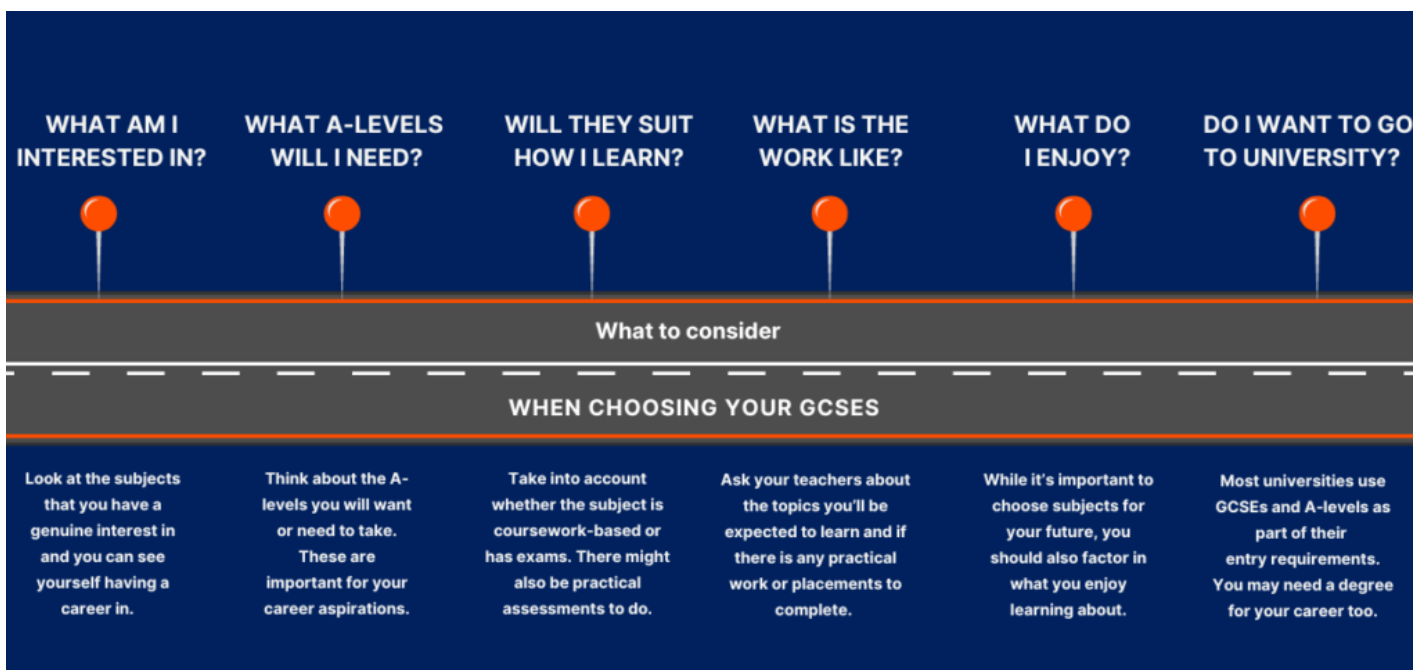 WHAT AM I
INTERESTED IN?
WHAT A-LEVELS
WILL I NEED?
WILL THEY SUIT
HOW I LEARN?
WHAT IS THE
WORK LIKE?
WHAT DO
I ENJOY?
DO I WANT TO GO
TO UNIVERSITY?
What to consider
WHEN CHOOSING YOUR GCSES
Look at the subjects
that you have a
genuine interest in
and you can see
yourself having a
career in.
Think about the A-
levels you will want
or need to take.
These are
important for your
career aspirations.
Take into account
whether the subject is
coursework-based or
has exams. There might
also be practical
assessments to do.
Ask your teachers about
the topics you'll be
expected to learn and if
there is any practical
work or placements to
complete.
While it's important to
choose subjects for
your future, you
should also factor in
what you enjoy
learning about.
Most universities use
GCSEs and A-levels as
part of their
entry requirements.
You may need a degree
for your career too.